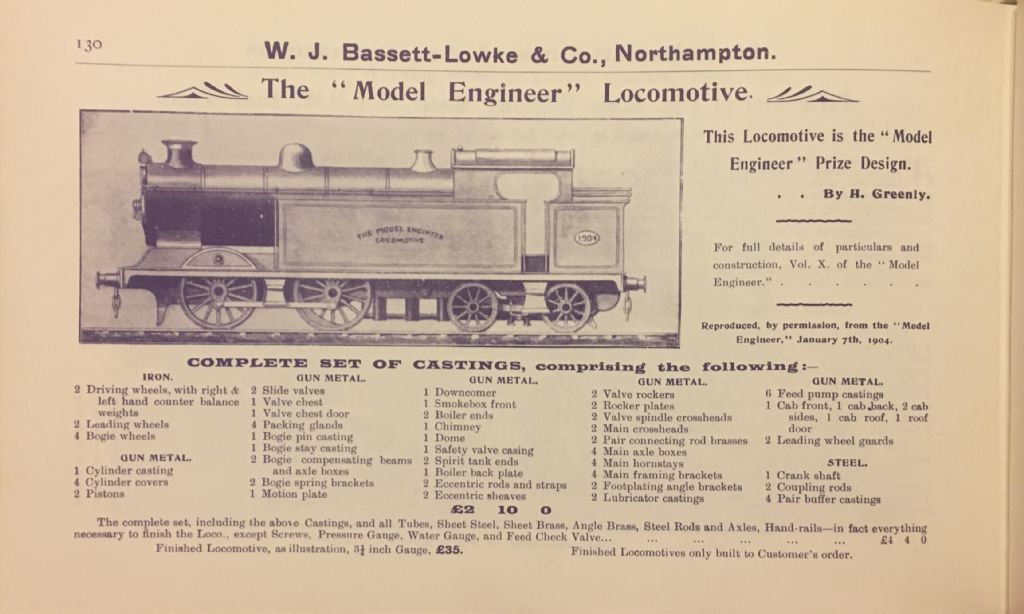 130
W. J. Bassett-Lowke & Co., Northampton.
The "Model Engineer" Locomotive.
THE MODEL ENGINEER
LOCOMOTIVE
1904
This Locomotive is the "Model
Engineer" Prize Design.
. . By H. Greenly.
For full details of particulars and
construction, Vol. X. of the "Model
Engineer." . . . . . .
Reproduced, by permission, from the "Model
Engineer," January 7th, 1904.
COMPLETE SET OF CASTINGS, comprising the following:—
IRON.
2 Driving wheels, with right &
left hand counter balance
weights
2 Leading wheels
4 Bogie wheels
GUN METAL.
1 Cylinder casting
4 Cylinder covers
2 Pistons
GUN METAL.
2 Slide valves
1 Valve chest
1 Valve chest door
4 Packing glands
1 Bogie pin casting
1 Bogie stay casting
2 Bogie compensating beams
and axle boxes
2 Bogie spring brackets
1 Motion plate
GUN METAL.
1 Downcomer
1 Smokebox front
2 Boiler ends
1 Chimney
1 Dome
1 Safety valve casing
2 Spirit tank ends
1 Boiler back plate
2 Eccentric rods and straps
2 Eccentric sheaves
GUN METAL.
2 Valve rockers
2 Rocker plates
2 Valve spindle crossheads
2 Main crossheads
2 Pair connecting rod brasses
4 Main axle boxes
4 Main hornstays
4 Main framing brackets
2 Footplating angle brackets
2 Lubricator castings
GUN METAL.
6 Feed pump castings
1 Cab front, 1 cab back, 2 cab
sides, 1 cab roof, 1 roof
door
2 Leading wheel guards
STEEL.
1 Crank shaft
2 Coupling rods
4 Pair buffer castings
£2 10 0
The complete set, including the above Castings, and all Tubes, Sheet Steel, Sheet Brass, Angle Brass, Steel Rods and Axles, Hand-rails—in fact everything
necessary to finish the Loco., except Screws, Pressure Gauge, Water Gauge, and Feed Check Valve... ... ... ... ... ... £4 4 0
Finished Locomotive, as illustration, 3¼ inch Gauge, £35. Finished Locomotives only built to Customer's order.